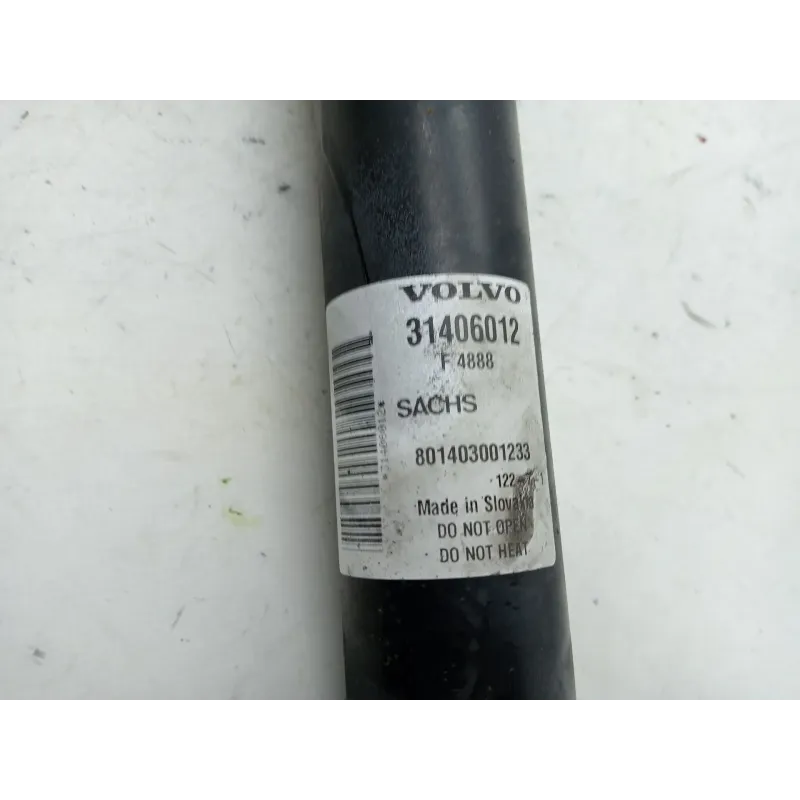 VOLVO
31406012
F 4888
SACHS
801403001233
Made in Slovakia
DO NOT OPEN
DO NOT HEAT